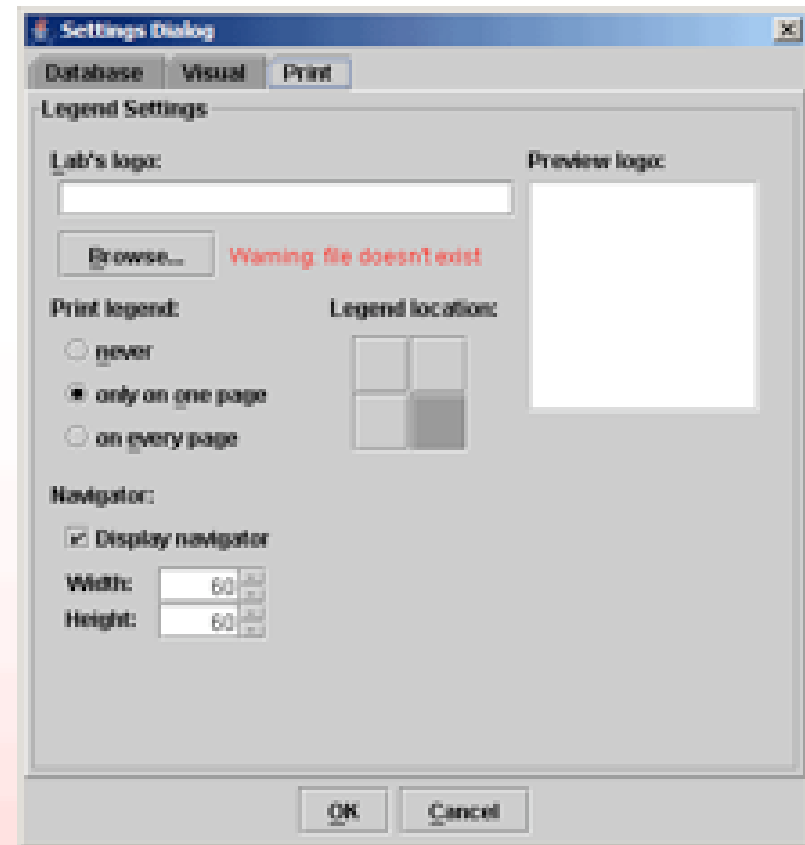 Settings Dialog
Database Visual Print
Legend Settings
Lab's logo:
Preview logo:
Browse... Warning: file doesn't exist
Print legend:
Legend location:
never
only on one page
on every page
Navigator:
Display navigator
Width: 60
Height: 60
OK Cancel